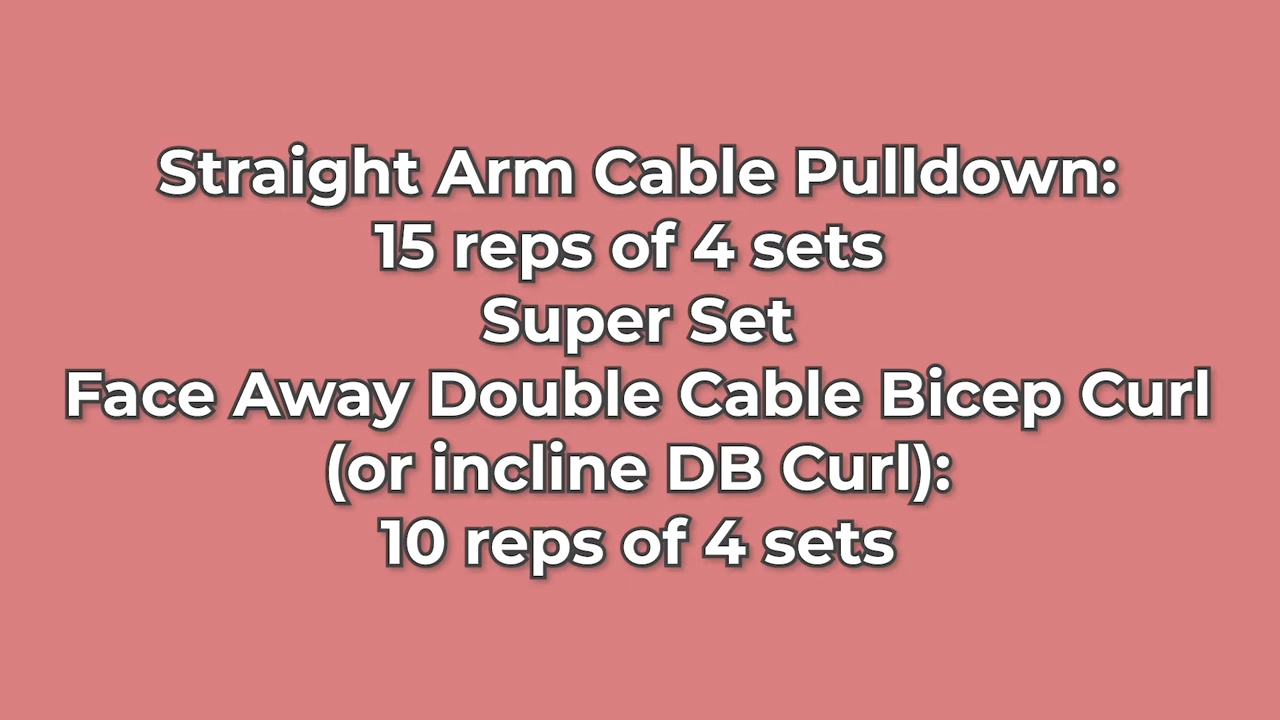 Straight Arm Cable Pulldown:
15 reps of 4 sets
Super Set
Face Away Double Cable Bicep Curl
(or incline DB Curl):
10 reps of 4 sets